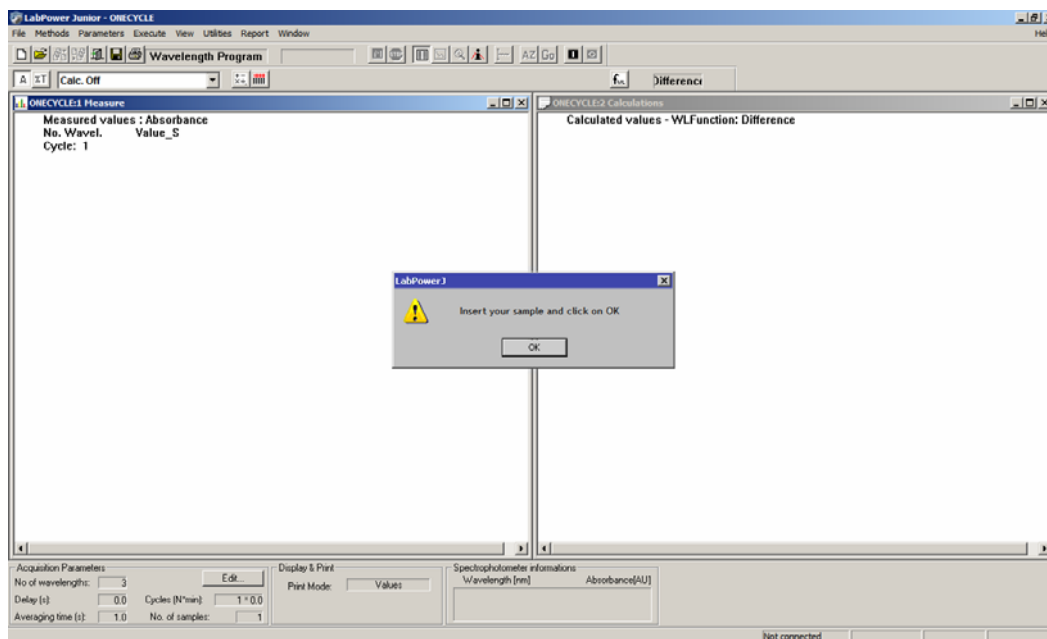 LabPower Junior - ONECYCLE
File Methods Parameters Execute View Utilities Report Window Hel
Wavelength Program
AZ Go
A %T Calc. Off
Differenc
ONECYCLE:1 Measure
Measured values : Absorbance
No. Wavel. Value_S
Cycle: 1
ONECYCLE:2 Calculations
Calculated values - WLFunction: Difference
LabPowerJ
Insert your sample and click on OK
OK
Acquisition Parameters
No of wavelengths: 3 Edit...
Delay (s): 0.0 Cycles (N*min): 1 * 0.0
Averaging time (s): 1.0 No. of samples: 1
Display & Print
Print Mode: Values
Spectrophotometer informations
Wavelength [nm] Absorbance[AU]
Not connected